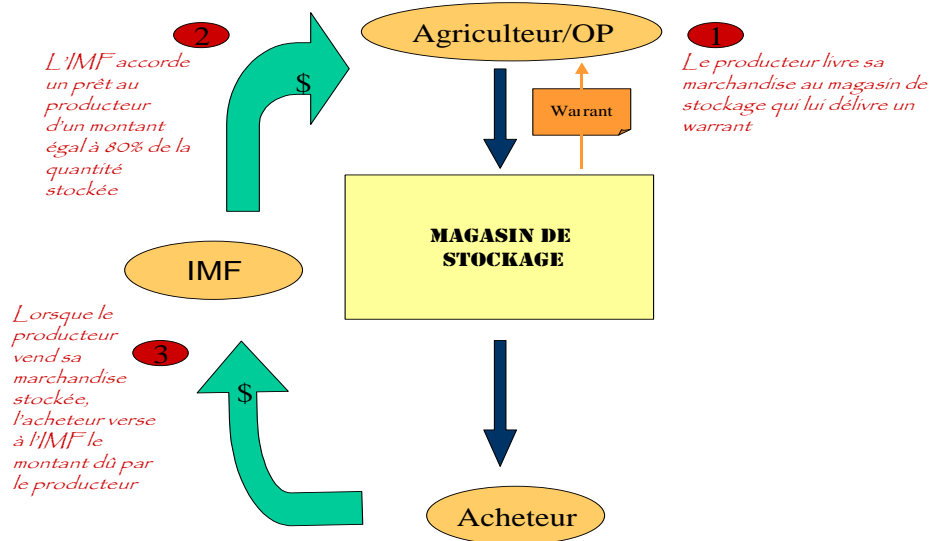 Agriculteur/OP
1
Le producteur livre sa
marchandise au magasin de
stockage qui lui délivre un
warrant
Warrant
2
L'IMF accorde
un prêt au
producteur
d'un montant
égal à 80% de la
quantité
stockée
$
MAGASIN DE
STOCKAGE
IMF
3
Lorsque le
producteur
vend sa
marchandise
stockée,
l'acheteur verse
à l'IMF le
montant dû par
le producteur
$
Acheteur